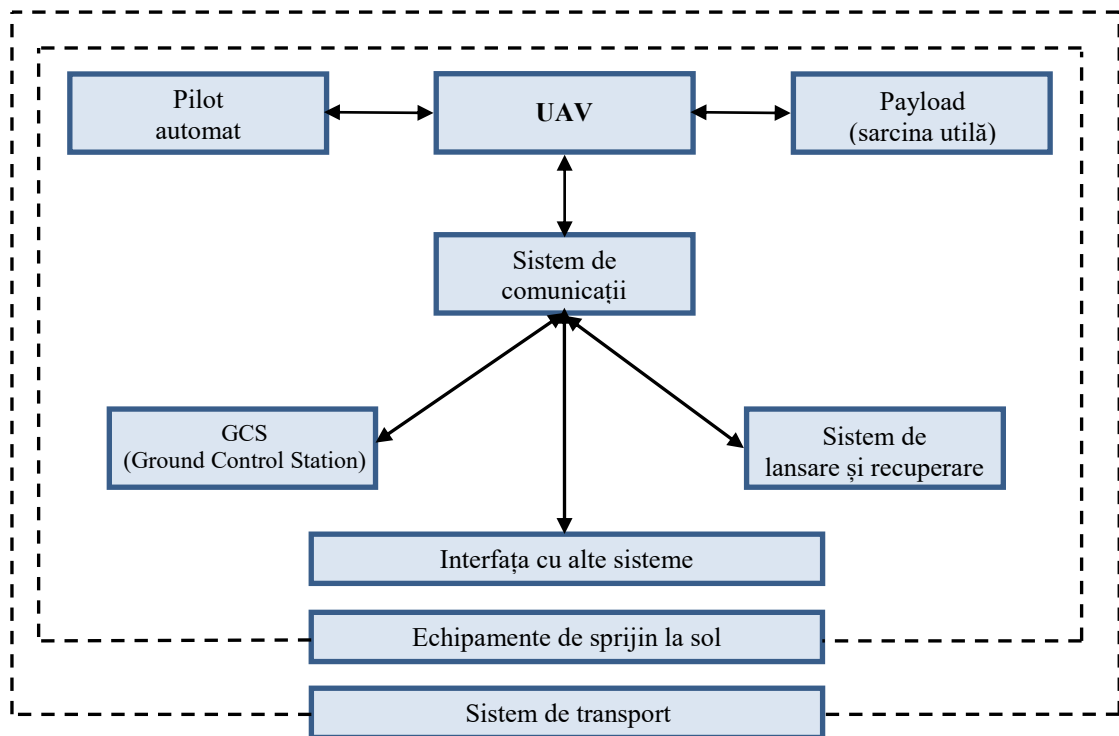 Pilot
automat
UAV
Payload
(sarcina utilă)
Sistem de
comunicații
GCS
(Ground Control Station)
Sistem de
lansare și recuperare
Interfața cu alte sisteme
Echipamente de sprijin la sol
Sistem de transport